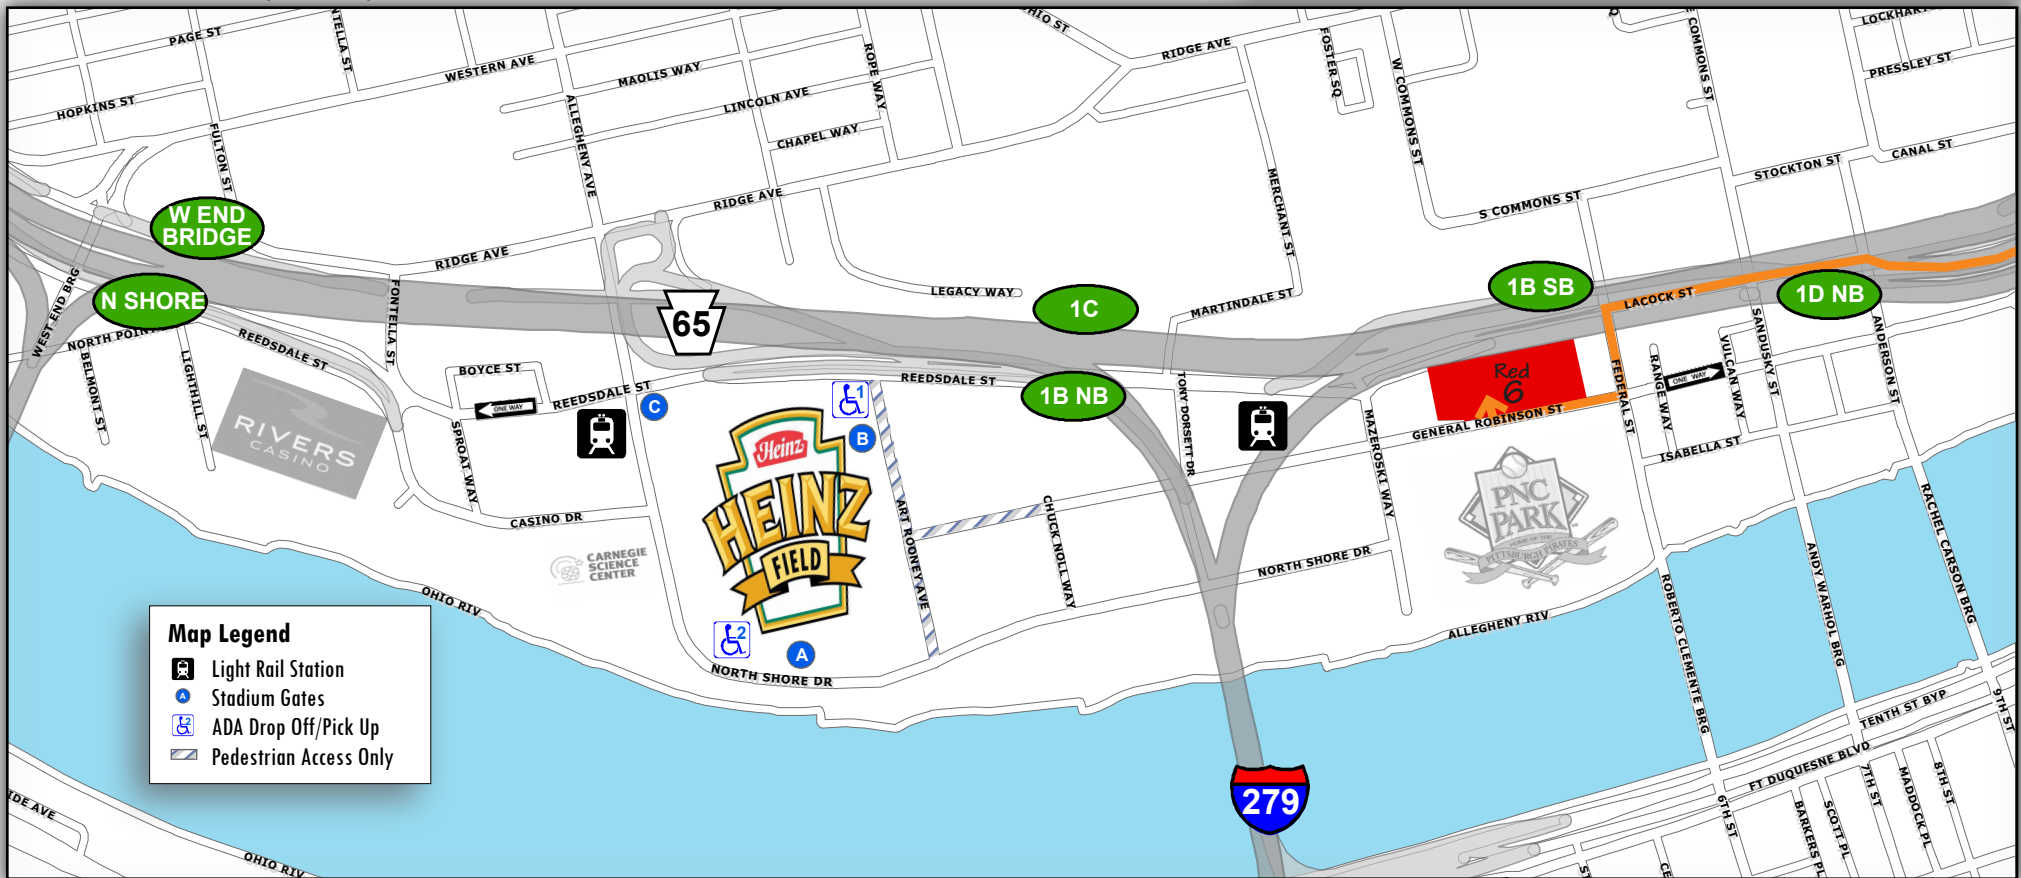 PAGE ST
WESTERN AVE
MAOLIS WAY
ROPE WAY
RIDGE AVE
FOSTER SQ
W COMMONS ST
E COMMONS ST
PRESSLEY ST
HOPKINS ST
LINCOLN AVE
CHAPEL WAY
ALLEGHENY AVE
FULTON ST
CANAL ST
STOCKTON ST
MERCHANT ST
RIDGE AVE
S COMMONS ST
W END
BRIDGE
RIDGE AVE
N SHORE
WEST END BRG
FONTELLA ST
LEGACY WAY
1C
MARTINDALE ST
1B SB
LACOCK ST
1D NB
65
REEDSDALE ST
BELMONT ST
LIGHTHILL ST
BOYCE ST
REEDSDALE ST
ONE WAY
REEDSDALE ST
1B NB
TONY DORSETT DR
Red
6
FEDERAL ST
RANGE WAY
VULCAN WAY
ONE WAY
SANDUSKY ST
ANDERSON ST
C
1
B
RIVERS
CASINO
SPROAT WAY
Heinz
HEINZ
FIELD
MAZEROSKI WAY
GENERAL ROBINSON ST
ISABELLA ST
PNC
PARK
HOME OF THE
PITTSBURGH PIRATES
CASINO DR
ART ROONEY AVE
CHUCK NOLL WAY
RACHEL CARSON BRG
CARNEGIE
SCIENCE
CENTER
NORTH SHORE DR
ANDY WARHOL BRG
ROBERTO CLEMENTE BRG
OHIO RIV
ALLEGHENY RIV
2
A
NORTH SHORE DR
Map Legend
Light Rail Station
A
Stadium Gates
2
ADA Drop Off/Pick Up
Pedestrian Access Only
279
TENTH ST BYP
9TH ST
FT DUQUESNE BLVD
6TH ST
BARKERS PL
SCOTT PL
7TH ST
MADDOCK PL
8TH ST
OHIO RIV